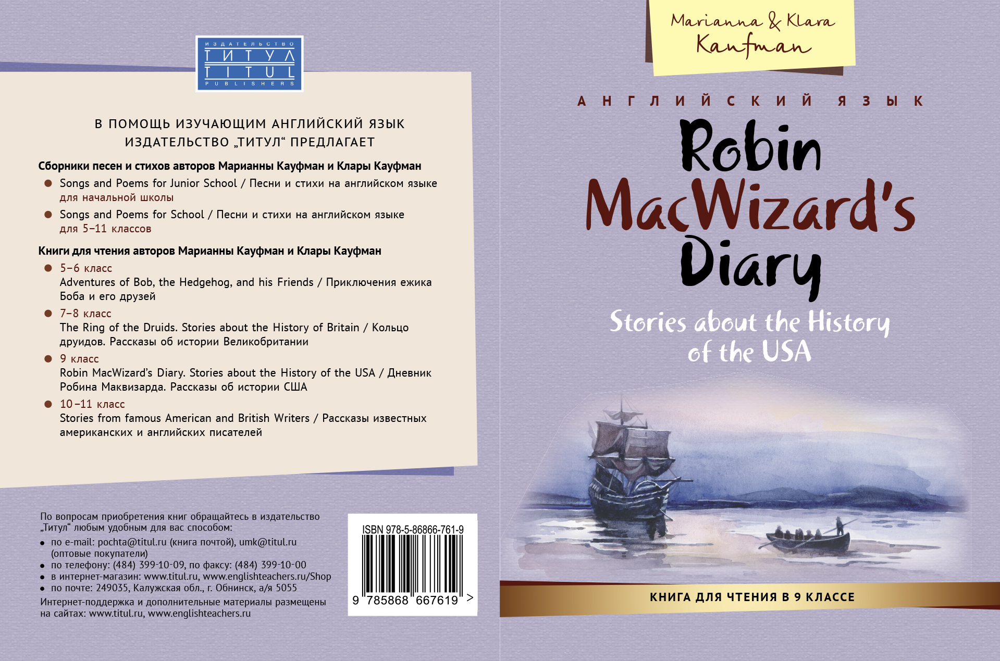 ИЗДАТЕЛЬСТВО
ТИТУЛ
TITUL
PUBLISHERS
В ПОМОЩЬ ИЗУЧАЮЩИМ АНГЛИЙСКИЙ ЯЗЫК
ИЗДАТЕЛЬСТВО „ТИТУЛ“ ПРЕДЛАГАЕТ
Сборники песен и стихов авторов Марианны Кауфман и Клары Кауфман
● Songs and Poems for Junior School / Песни и стихи на английском языке
для начальной школы
● Songs and Poems for School / Песни и стихи на английском языке
для 5–11 классов
Книги для чтения авторов Марианны Кауфман и Клары Кауфман
● 5–6 класс
Adventures of Bob, the Hedgehog, and his Friends / Приключения ежика
Боба и его друзей
● 7–8 класс
The Ring of the Druids. Stories about the History of Britain / Кольцо
друидов. Рассказы об истории Великобритании
● 9 класс
Robin MacWizard’s Diary. Stories about the History of the USA / Дневник
Робина Маквизарда. Рассказы об истории США
● 10–11 класс
Stories from famous American and British Writers / Рассказы известных
американских и английских писателей
По вопросам приобретения книг обращайтесь в издательство
„Титул“ любым удобным для вас способом:
● по e-mail: pochta@titul.ru (книга почтой), umk@titul.ru
(оптовые покупатели)
● по телефону: (484) 399-10-09, по факсу: (484) 399-10-00
● в интернет-магазин: www.titul.ru, www.englishteachers.ru/Shop
● по почте: 249035, Калужская обл., г. Обнинск, а/я 5055
Интернет-поддержка и дополнительные материалы размещены
на сайтах: www.titul.ru, www.englishteachers.ru
ISBN 978-5-86866-761-9
9 785868 667619 >
Marianna & Klara
Kaufman
АНГЛИЙСКИЙ ЯЗЫК
Robin
MacWizard's
Diary
Stories about the History
of the USA
КНИГА ДЛЯ ЧТЕНИЯ В 9 КЛАССЕ